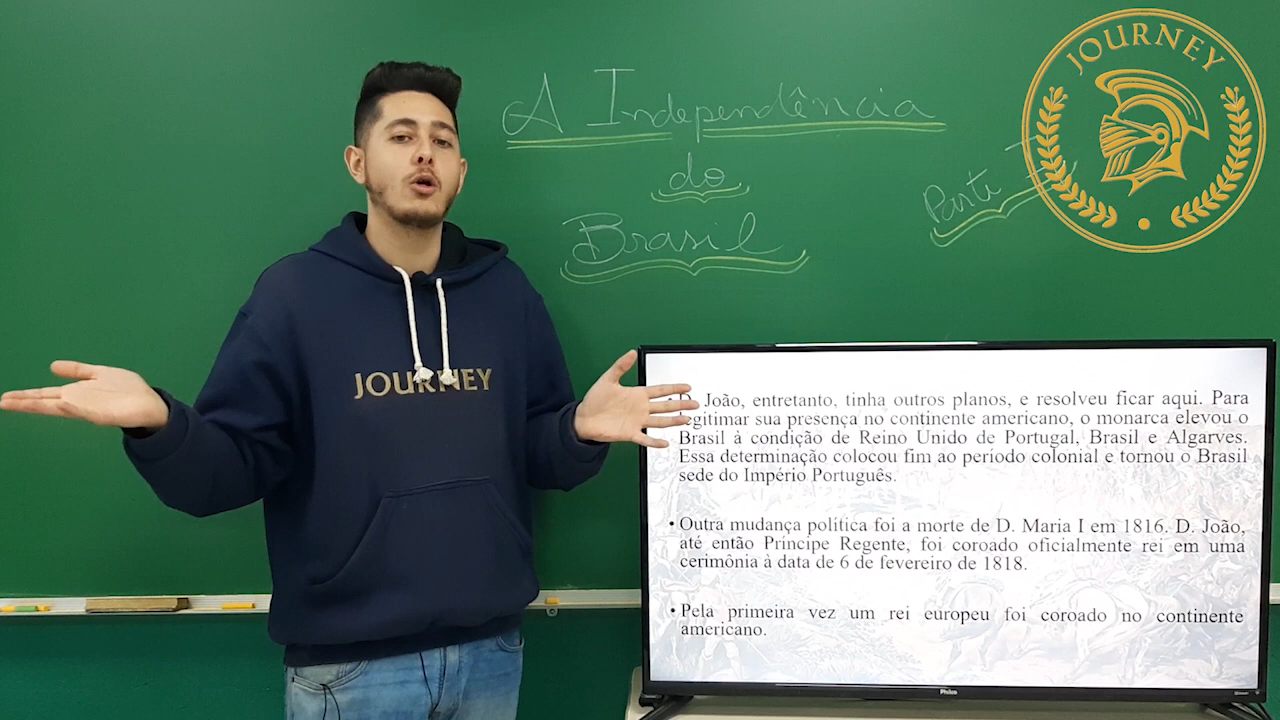 A Independência
do
Brasil
Parti
JOURNEY
JOURNEY
D. João, entretanto, tinha outros planos, e resolveu ficar aqui. Para
legitimar sua presença no continente americano, o monarca elevou o
Brasil à condição de Reino Unido de Portugal, Brasil e Algarves.
Essa determinação colocou fim ao período colonial e tornou o Brasil
sede do Império Português.
• Outra mudança política foi a morte de D. Maria I em 1816. D. João,
até então Príncipe Regente, foi coroado oficialmente rei em uma
cerimônia à data de 6 de fevereiro de 1818.
• Pela primeira vez um rei europeu foi coroado no continente
americano.
Philco